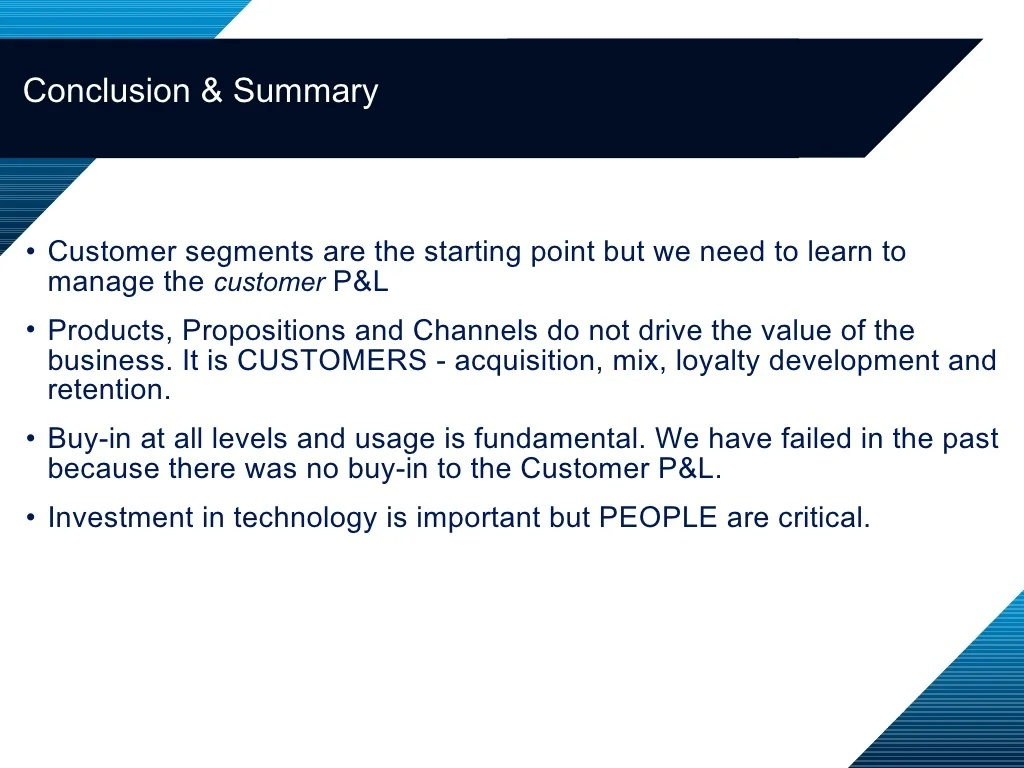 Conclusion & Summary
• Customer segments are the starting point but we need to learn to
manage the customer P&L
• Products, Propositions and Channels do not drive the value of the
business. It is CUSTOMERS - acquisition, mix, loyalty development and
retention.
• Buy-in at all levels and usage is fundamental. We have failed in the past
because there was no buy-in to the Customer P&L.
• Investment in technology is important but PEOPLE are critical.